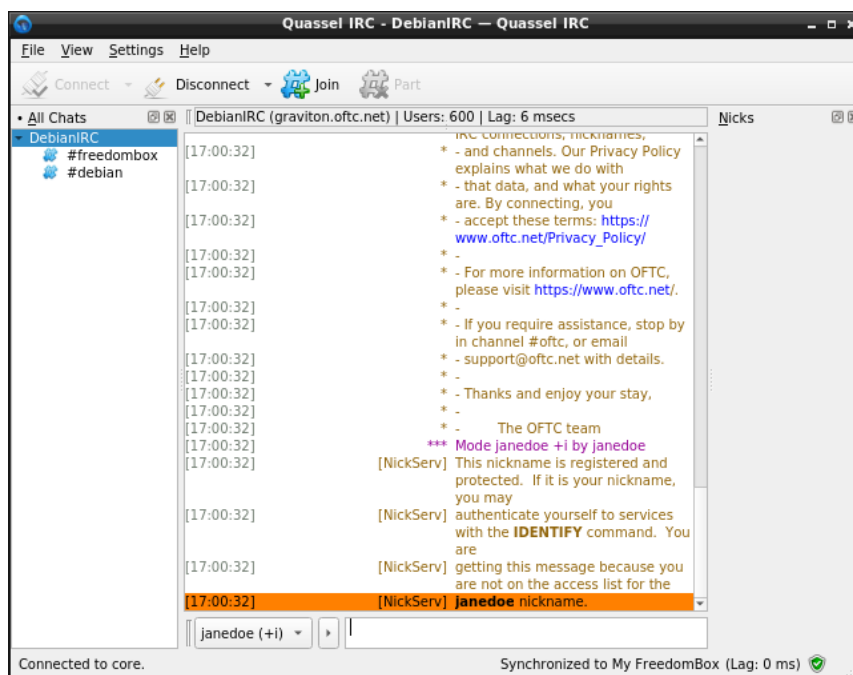 Quassel IRC - DebianIRC — Quassel IRC
File View Settings Help
Connect Disconnect Join Part
• All Chats
DebianIRC (graviton.oftc.net) | Users: 600 | Lag: 6 msecs
Nicks
DebianIRC
#freedombox
#debian
IRC connections, nicknames,
[17:00:32] * - and channels. Our Privacy Policy
explains what we do with
[17:00:32] * - that data, and what your rights
are. By connecting, you
[17:00:32] * - accept these terms: https://
www.oftc.net/Privacy_Policy/
[17:00:32] * -
[17:00:32] * - For more information on OFTC,
please visit https://www.oftc.net/.
[17:00:32] * -
[17:00:32] * - If you require assistance, stop by
in channel #oftc, or email
[17:00:32] * - support@oftc.net with details.
[17:00:32] * -
[17:00:32] * - Thanks and enjoy your stay,
[17:00:32] * -
[17:00:32] * - The OFTC team
[17:00:32] *** Mode janedoe +i by janedoe
[17:00:32] [NickServ] This nickname is registered and
protected. If it is your nickname,
you may
[17:00:32] [NickServ] authenticate yourself to services
with the IDENTIFY command. You
are
[17:00:32] [NickServ] getting this message because you
are not on the access list for the
[17:00:32] [NickServ] janedoe nickname.
janedoe (+i)
Connected to core.
Synchronized to My FreedomBox (Lag: 0 ms)